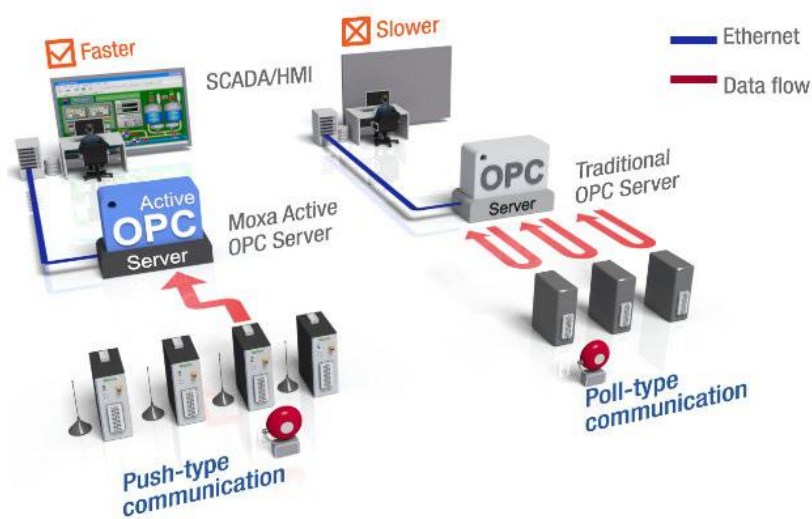 Faster
Slower
Ethernet
Data flow
SCADA/HMI
Active
OPC
Server
Moxa Active
OPC Server
OPC
Server
Traditional
OPC Server
Push-type
communication
Poll-type
communication